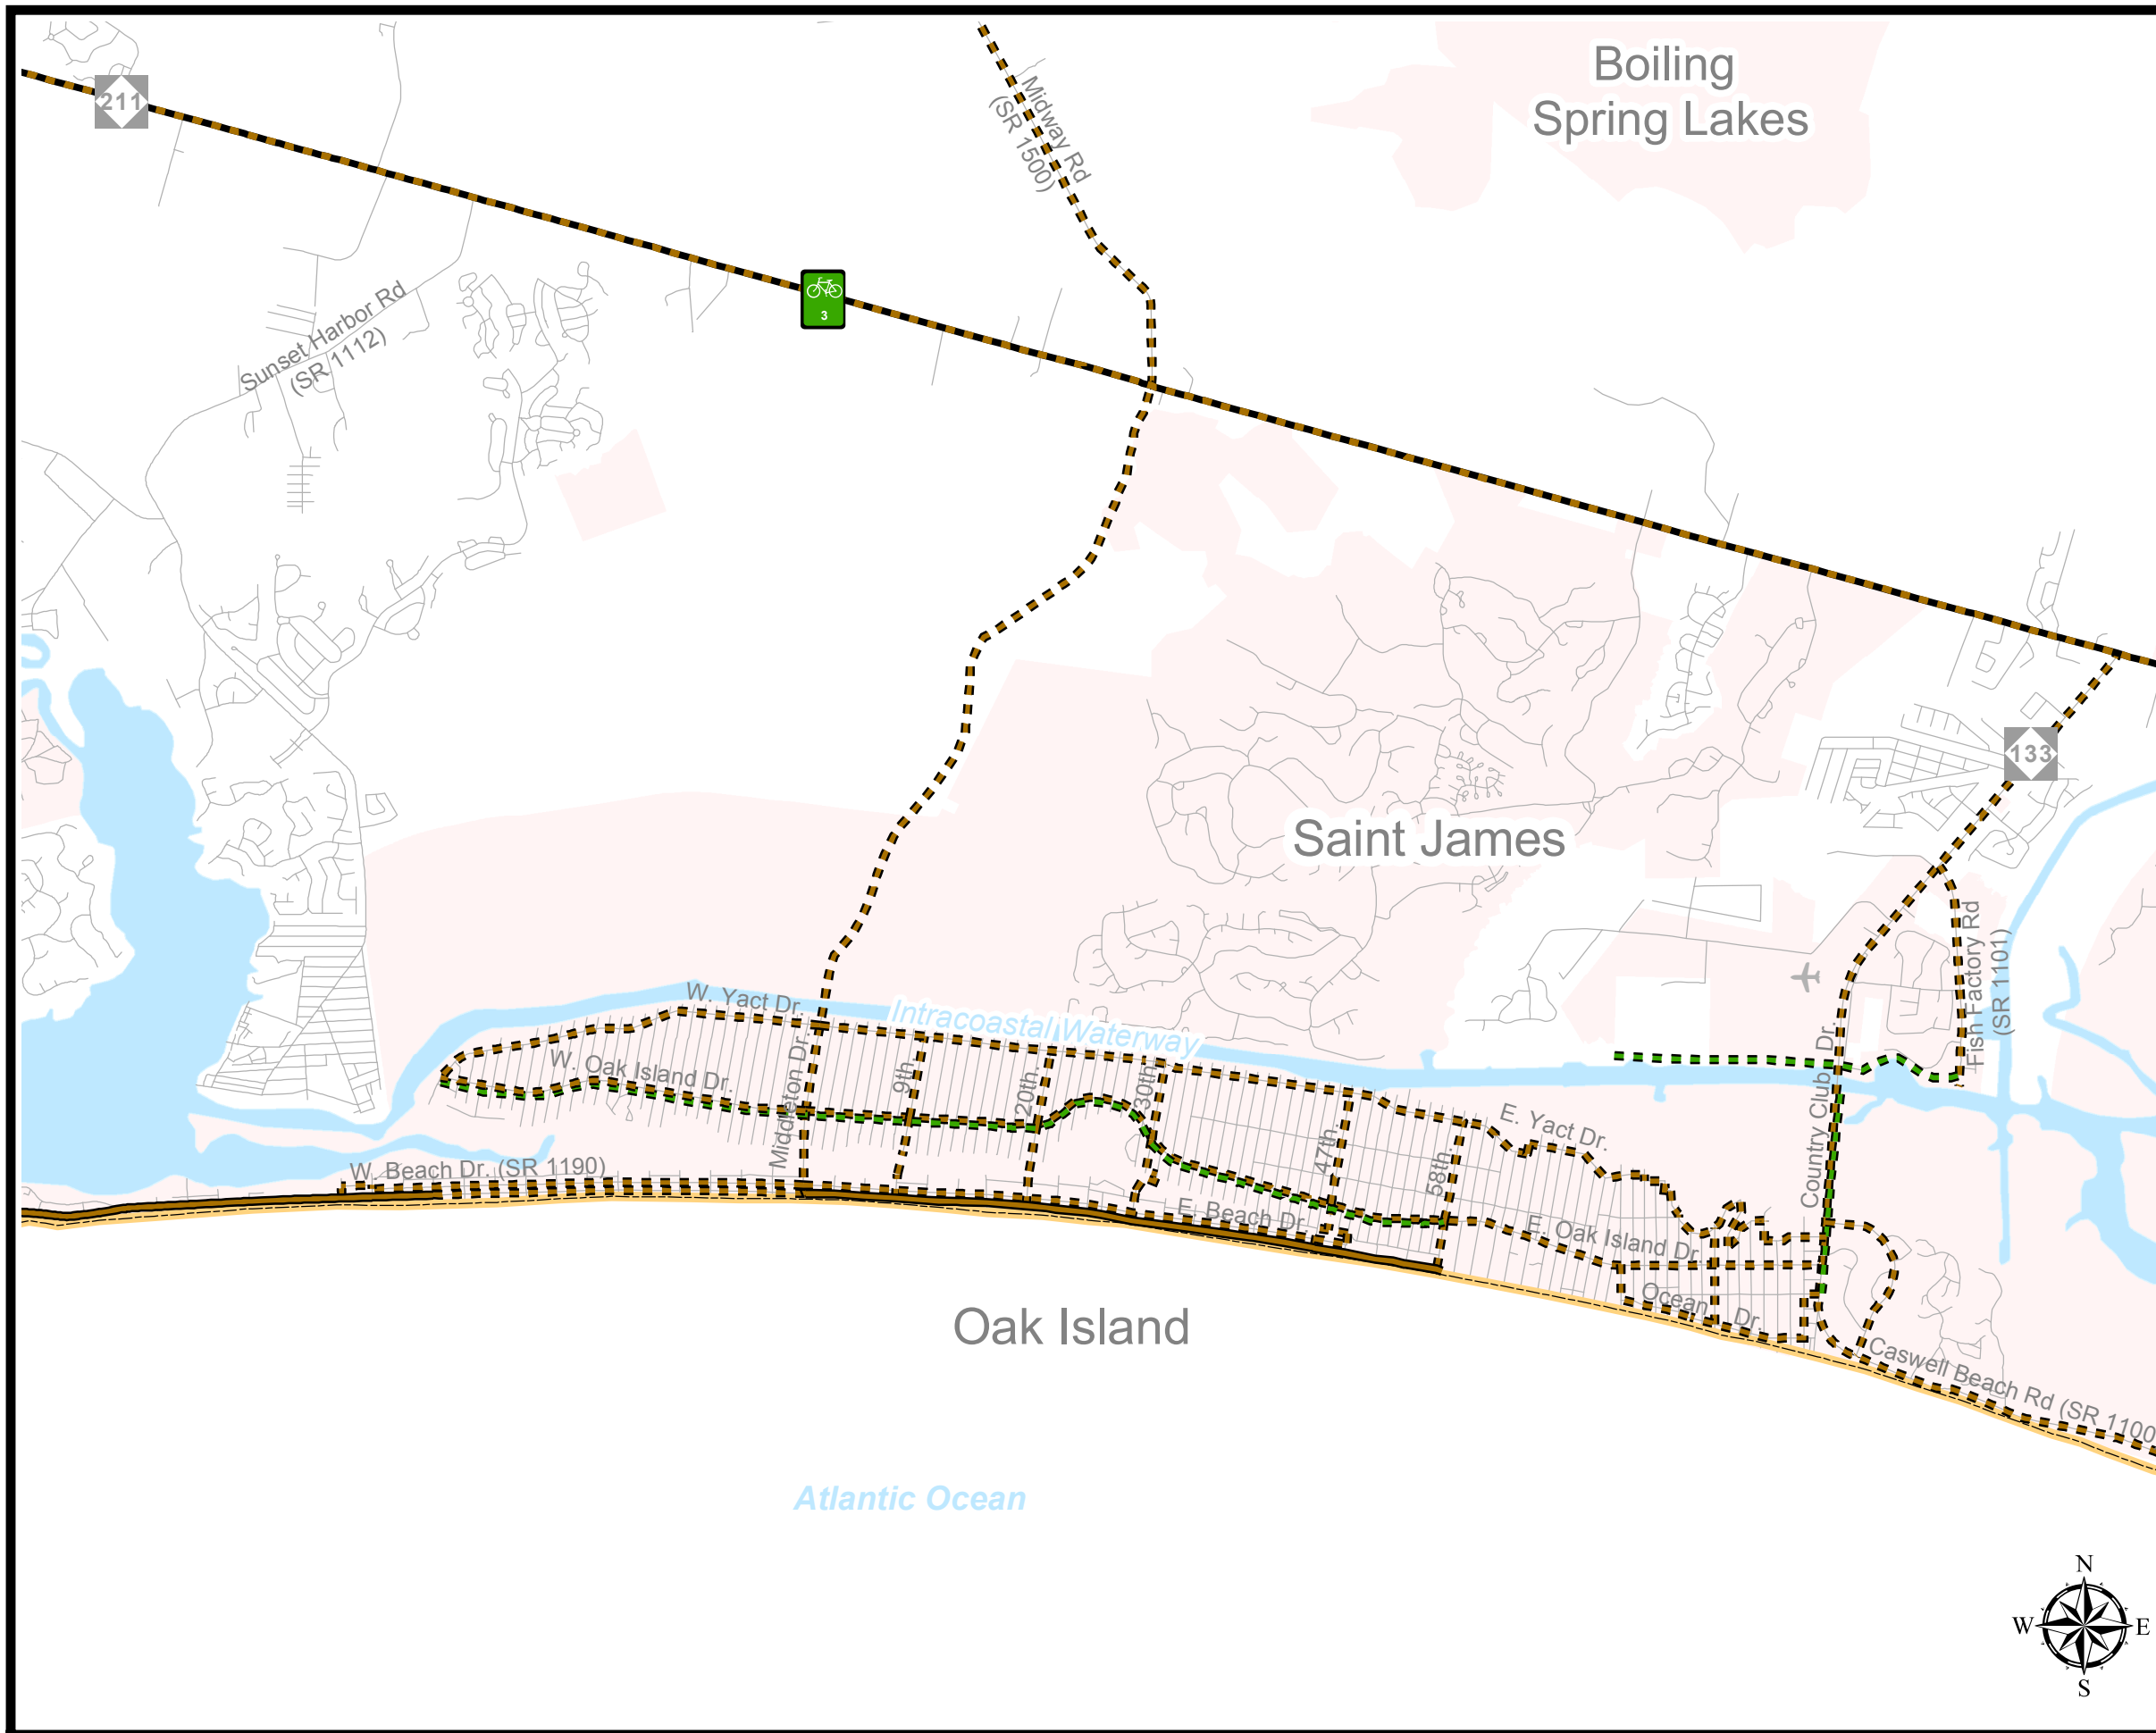 Boiling
Spring Lakes
211
Midway Rd
(SR 1500)
3
Sunset Harbor Rd
(SR 1112)
133
Saint James
Fish Factory Rd
(SR 1101)
W. Yact Dr.
Intracoastal Waterway
W. Oak Island Dr.
Middleton Dr.
9th.
20th.
30th.
47th.
58th.
E. Yact Dr.
Country Club Dr.
W. Beach Dr. (SR 1190)
E. Beach Dr.
E. Oak Island Dr.
Ocean Dr.
Oak Island
Caswell Beach Rd (SR 1100
Atlantic Ocean
N
W E
S